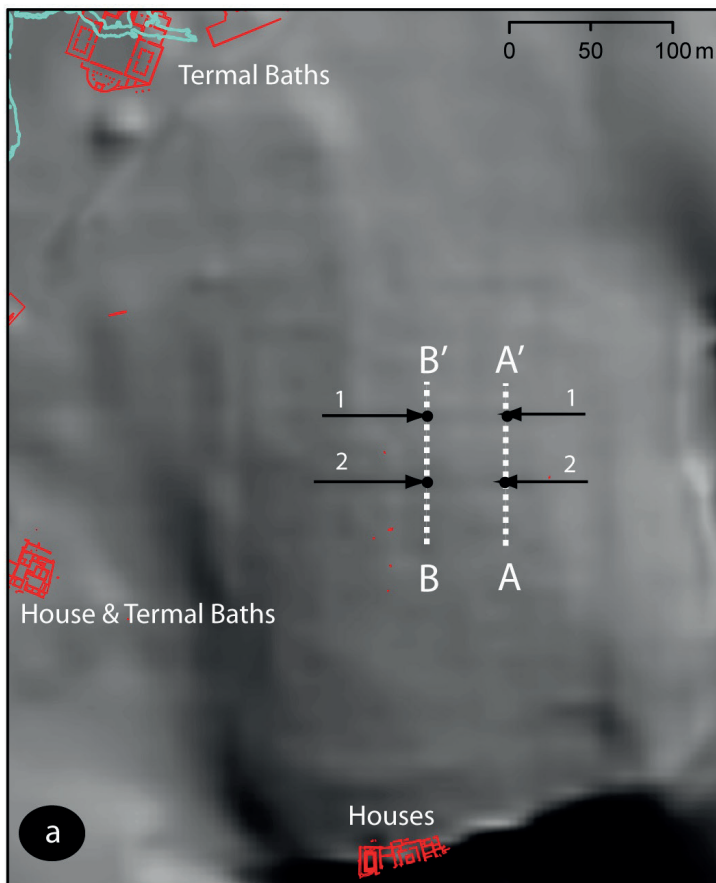 0 50 100 m
Termal Baths
B' A'
1 1
2 2
B A
House & Termal Baths
Houses
a